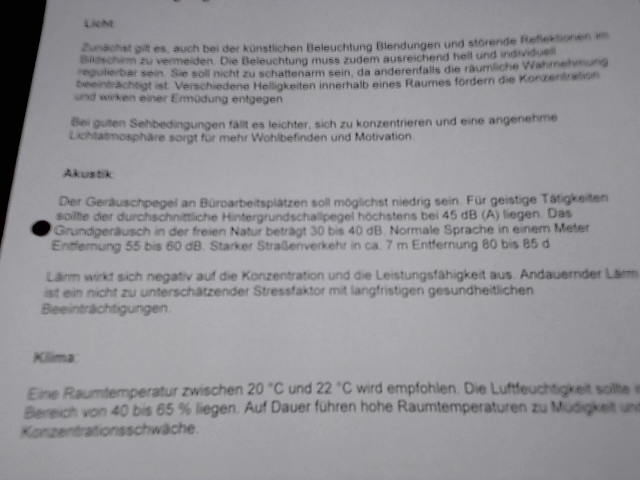 Licht:
Zunächst gilt es, auch bei der künstlichen Beleuchtung Blendungen und störende Reflektionen im
Bildschirm zu vermeiden. Die Beleuchtung muss zudem ausreichend hell und individuell
regulierbar sein. Sie soll nicht zu schattenarm sein, da anderenfalls die räumliche Wahrnehmung
beeinträchtigt ist. Verschiedene Helligkeiten innerhalb eines Raumes fördern die Konzentration
und wirken einer Ermüdung entgegen
Bei guten Sehbedingungen fällt es leichter, sich zu konzentrieren und eine angenehme
Lichtatmosphäre sorgt für mehr Wohlbefinden und Motivation.
Akustik:
Der Geräuschpegel an Büroarbeitsplätzen soll möglichst niedrig sein. Für geistige Tätigkeiten
sollte der durchschnittliche Hintergrundschallpegel höchstens bei 45 dB (A) liegen. Das
Grundgeräusch in der freien Natur beträgt 30 bis 40 dB. Normale Sprache in einem Meter
Entfernung 55 bis 60 dB. Starker Straßenverkehr in ca. 7 m Entfernung 80 bis 85 d
Lärm wirkt sich negativ auf die Konzentration und die Leistungsfähigkeit aus. Andauernder Lärm
ist ein nicht zu unterschätzender Stressfaktor mit langfristigen gesundheitlichen
Beeinträchtigungen.
Klima:
Eine Raumtemperatur zwischen 20 °C und 22 °C wird empfohlen. Die Luftfeuchtigkeit sollte
Bereich von 40 bis 65 % liegen. Auf Dauer führen hohe Raumtemperaturen zu Müdigkeit und
Konzentrationsschwäche.